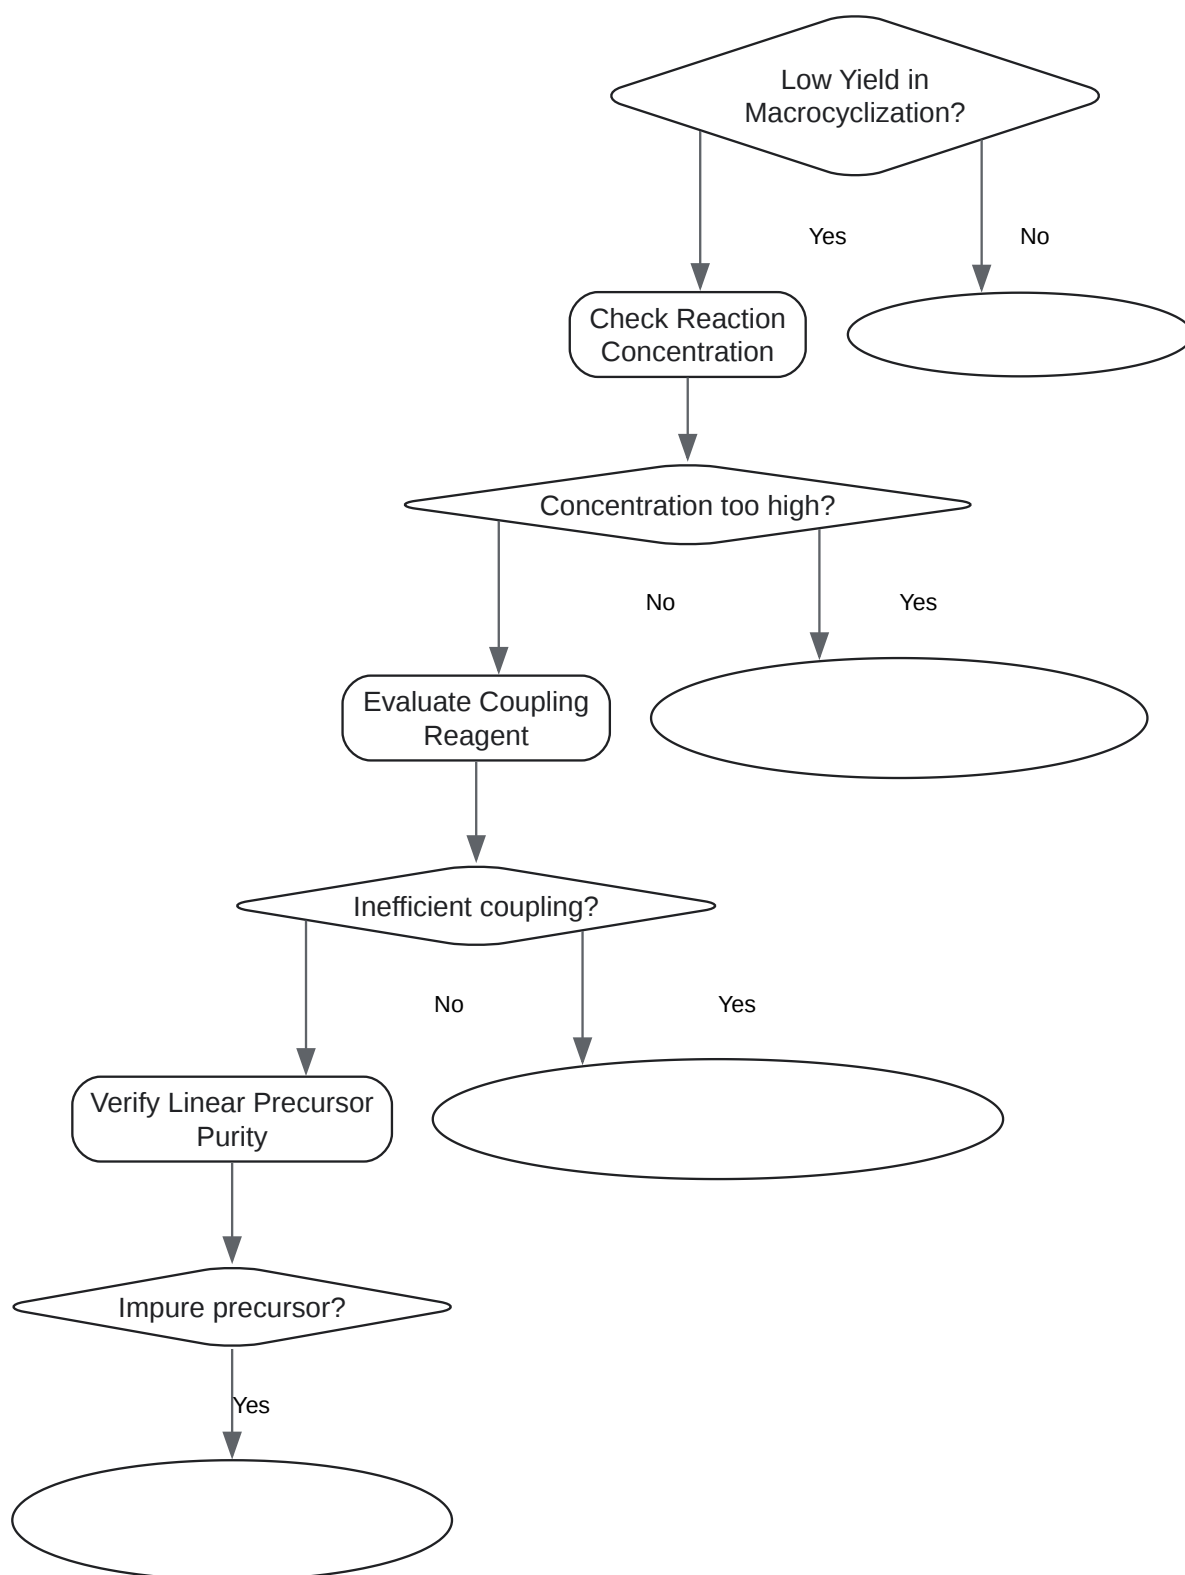 Low Yield in
Macrocyclization?
Yes
No
Check Reaction
Concentration
Concentration too high?
No
Yes
Evaluate Coupling
Reagent
Inefficient coupling?
No
Yes
Verify Linear Precursor
Purity
Impure precursor?
Yes